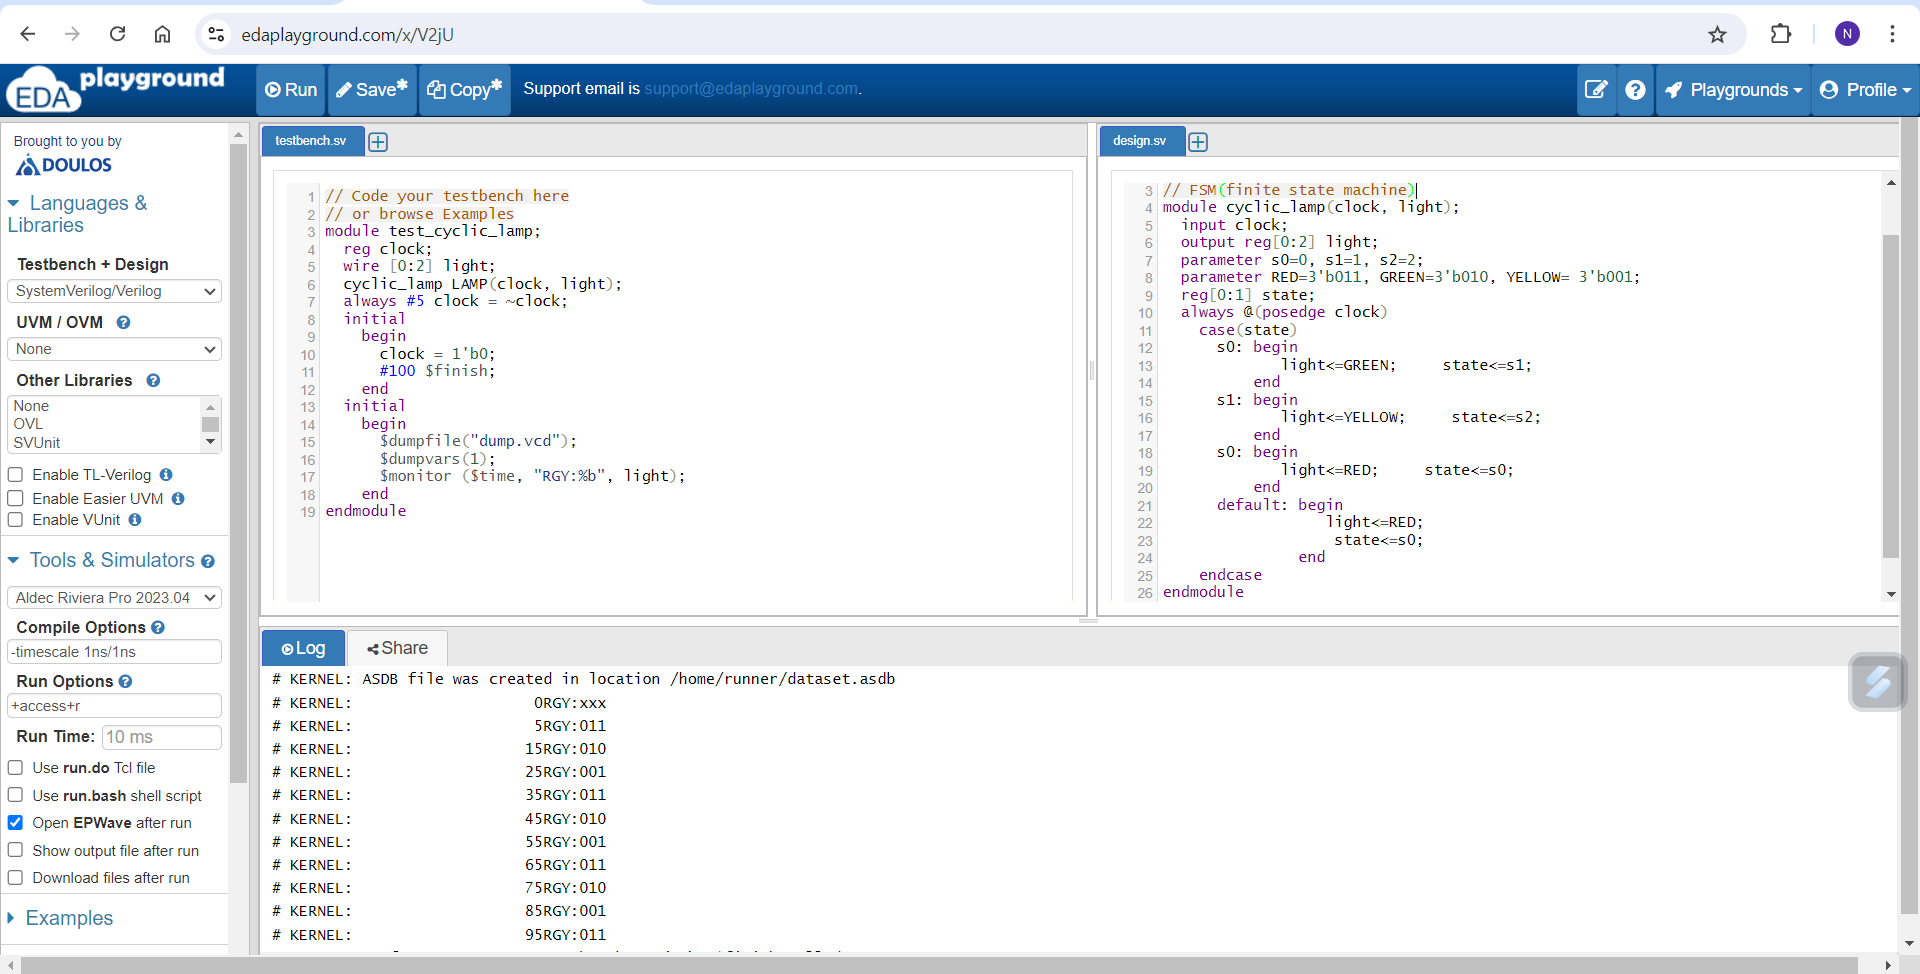 edaplayground.com/x/V2jU
N
EDA playground
Run
Save*
Copy*
Support email is support@edaplayground.com.
Playgrounds
Profile
Brought to you by
DOULOS
Languages & Libraries
Testbench + Design
SystemVerilog/Verilog
UVM / OVM
None
Other Libraries
None
OVL
SVUnit
Enable TL-Verilog
Enable Easier UVM
Enable VUnit
Tools & Simulators
Aldec Riviera Pro 2023.04
Compile Options
-timescale 1ns/1ns
Run Options
+access+r
Run Time: 10 ms
Use run.do Tcl file
Use run.bash shell script
Open EPWave after run
Show output file after run
Download files after run
Examples
testbench.sv
1 // Code your testbench here
2 // or browse Examples
3 module test_cyclic_lamp;
4 reg clock;
5 wire [0:2] light;
6 cyclic_lamp LAMP(clock, light);
7 always #5 clock = ~clock;
8 initial
9 begin
10 clock = 1'b0;
11 #100 $finish;
12 end
13 initial
14 begin
15 $dumpfile("dump.vcd");
16 $dumpvars(1);
17 $monitor ($time, "RGY:%b", light);
18 end
19 endmodule
design.sv
3 // FSM(finite state machine)
4 module cyclic_lamp(clock, light);
5 input clock;
6 output reg[0:2] light;
7 parameter s0=0, s1=1, s2=2;
8 parameter RED=3'b011, GREEN=3'b010, YELLOW= 3'b001;
9 reg[0:1] state;
10 always @(posedge clock)
11 case(state)
12 s0: begin
13 light<=GREEN; state<=s1;
14 end
15 s1: begin
16 light<=YELLOW; state<=s2;
17 end
18 s0: begin
19 light<=RED; state<=s0;
20 end
21 default: begin
22 light<=RED;
23 state<=s0;
24 end
25 endcase
26 endmodule
Log
Share
# KERNEL: ASDB file was created in location /home/runner/dataset.asdb
# KERNEL: 0RGY:xxx
# KERNEL: 5RGY:011
# KERNEL: 15RGY:010
# KERNEL: 25RGY:001
# KERNEL: 35RGY:011
# KERNEL: 45RGY:010
# KERNEL: 55RGY:001
# KERNEL: 65RGY:011
# KERNEL: 75RGY:010
# KERNEL: 85RGY:001
# KERNEL: 95RGY:011